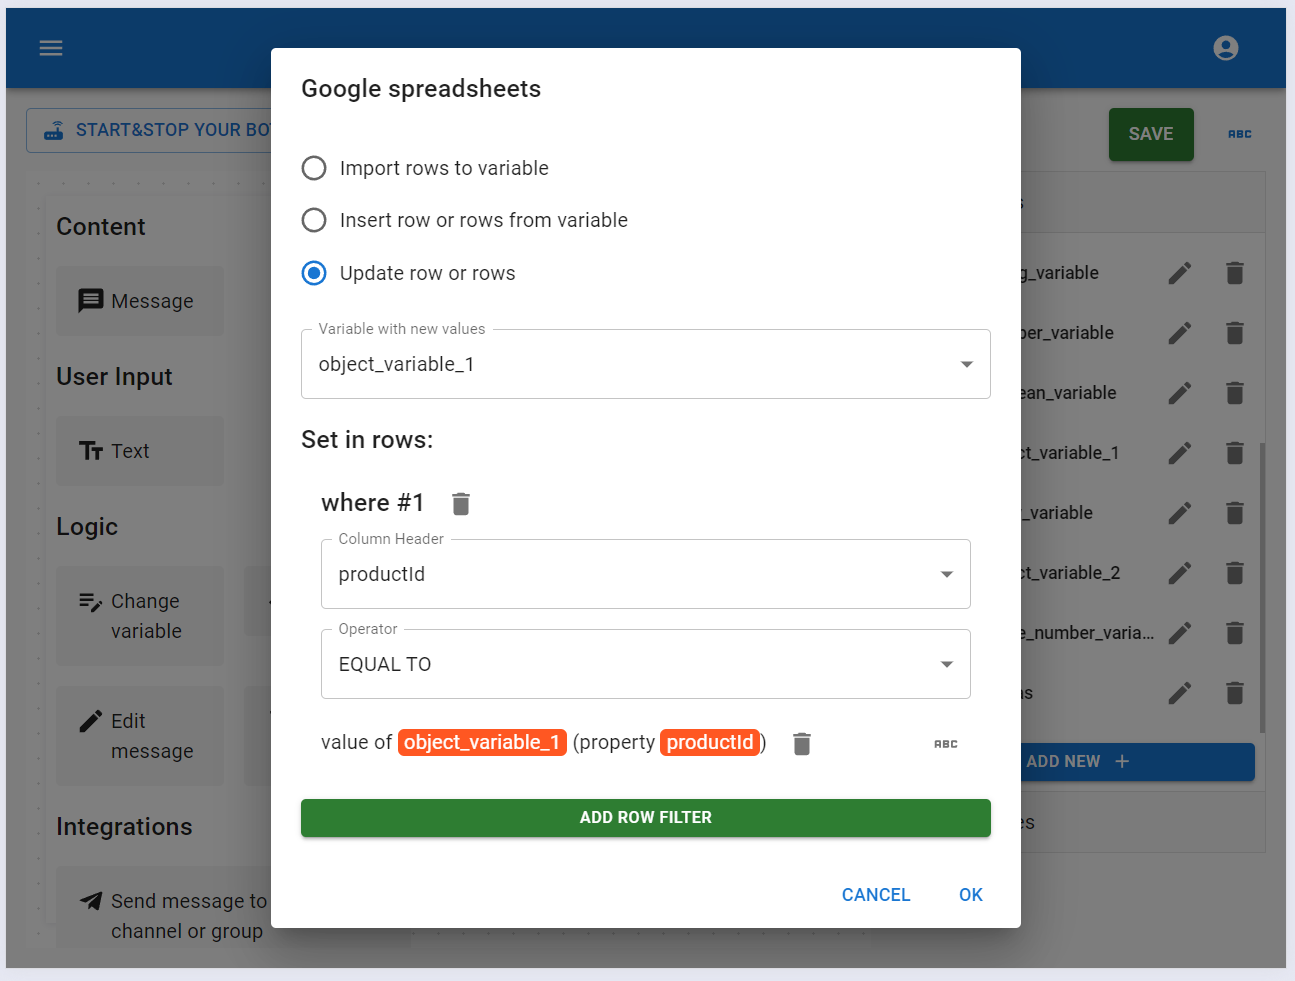 Google spreadsheets
START&STOP YOUR BO
SAVE
ABC
Import rows to variable
Insert row or rows from variable
Update row or rows
Variable with new values
object_variable_1
Set in rows:
where #1
Column Header
productId
Operator
EQUAL TO
value of object_variable_1 (property productId)
ABC
ADD ROW FILTER
CANCEL
OK
Content
Message
User Input
Text
Logic
Change
variable
Edit
message
Integrations
Send message to
channel or group
s
g_variable
ber_variable
ean_variable
ct_variable_1
_variable
ct_variable_2
e_number_varia...
ns
ADD NEW
es